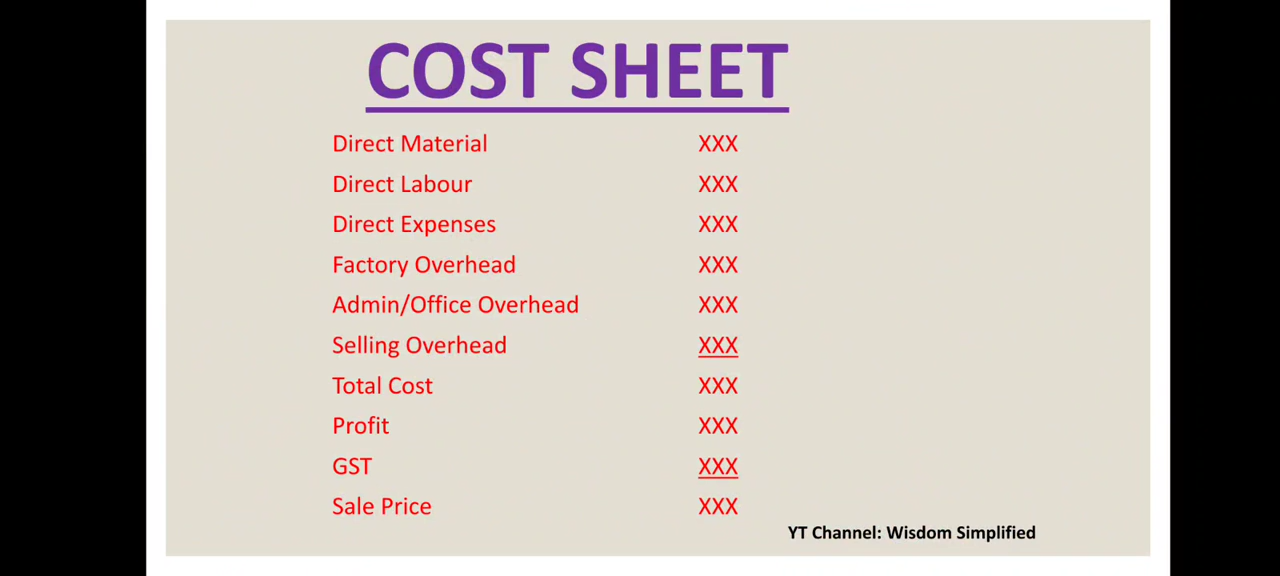 COST SHEET
Direct Material XXX
Direct Labour XXX
Direct Expenses XXX
Factory Overhead XXX
Admin/Office Overhead XXX
Selling Overhead XXX
Total Cost XXX
Profit XXX
GST XXX
Sale Price XXX
YT Channel: Wisdom Simplified